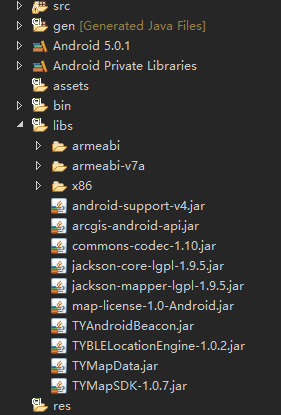 src
gen [Generated Java Files]
Android 5.0.1
Android Private Libraries
assets
bin
libs
armeabi
armeabi-v7a
x86
android-support-v4.jar
arcgis-android-api.jar
commons-codec-1.10.jar
jackson-core-lgpl-1.9.5.jar
jackson-mapper-lgpl-1.9.5.jar
map-license-1.0-Android.jar
TYAndroidBeacon.jar
TYBLELocationEngine-1.0.2.jar
TYMapData.jar
TYMapSDK-1.0.7.jar
res